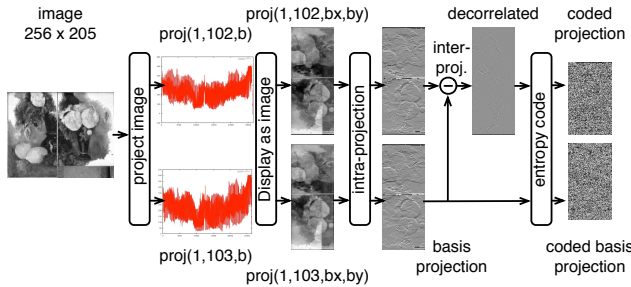 image
256 x 205
proj(1,102,b)
proj(1,102,bx,by)
decorrelated
coded
projection
inter-
proj.
project image
Display as image
intra-projection
entropy code
proj(1,103,b)
proj(1,103,bx,by)
basis
projection
coded basis
projection